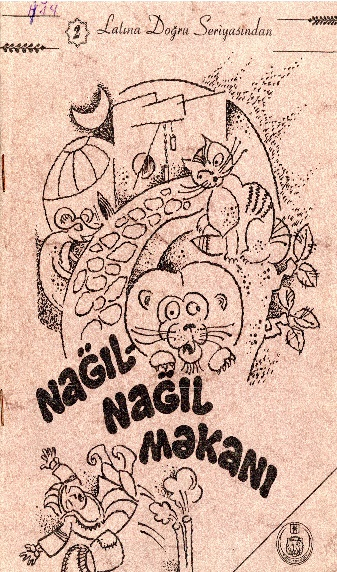 2 Latına Doğru Seriyasından
NAĞIL-
NAĞIL
MƏKANI